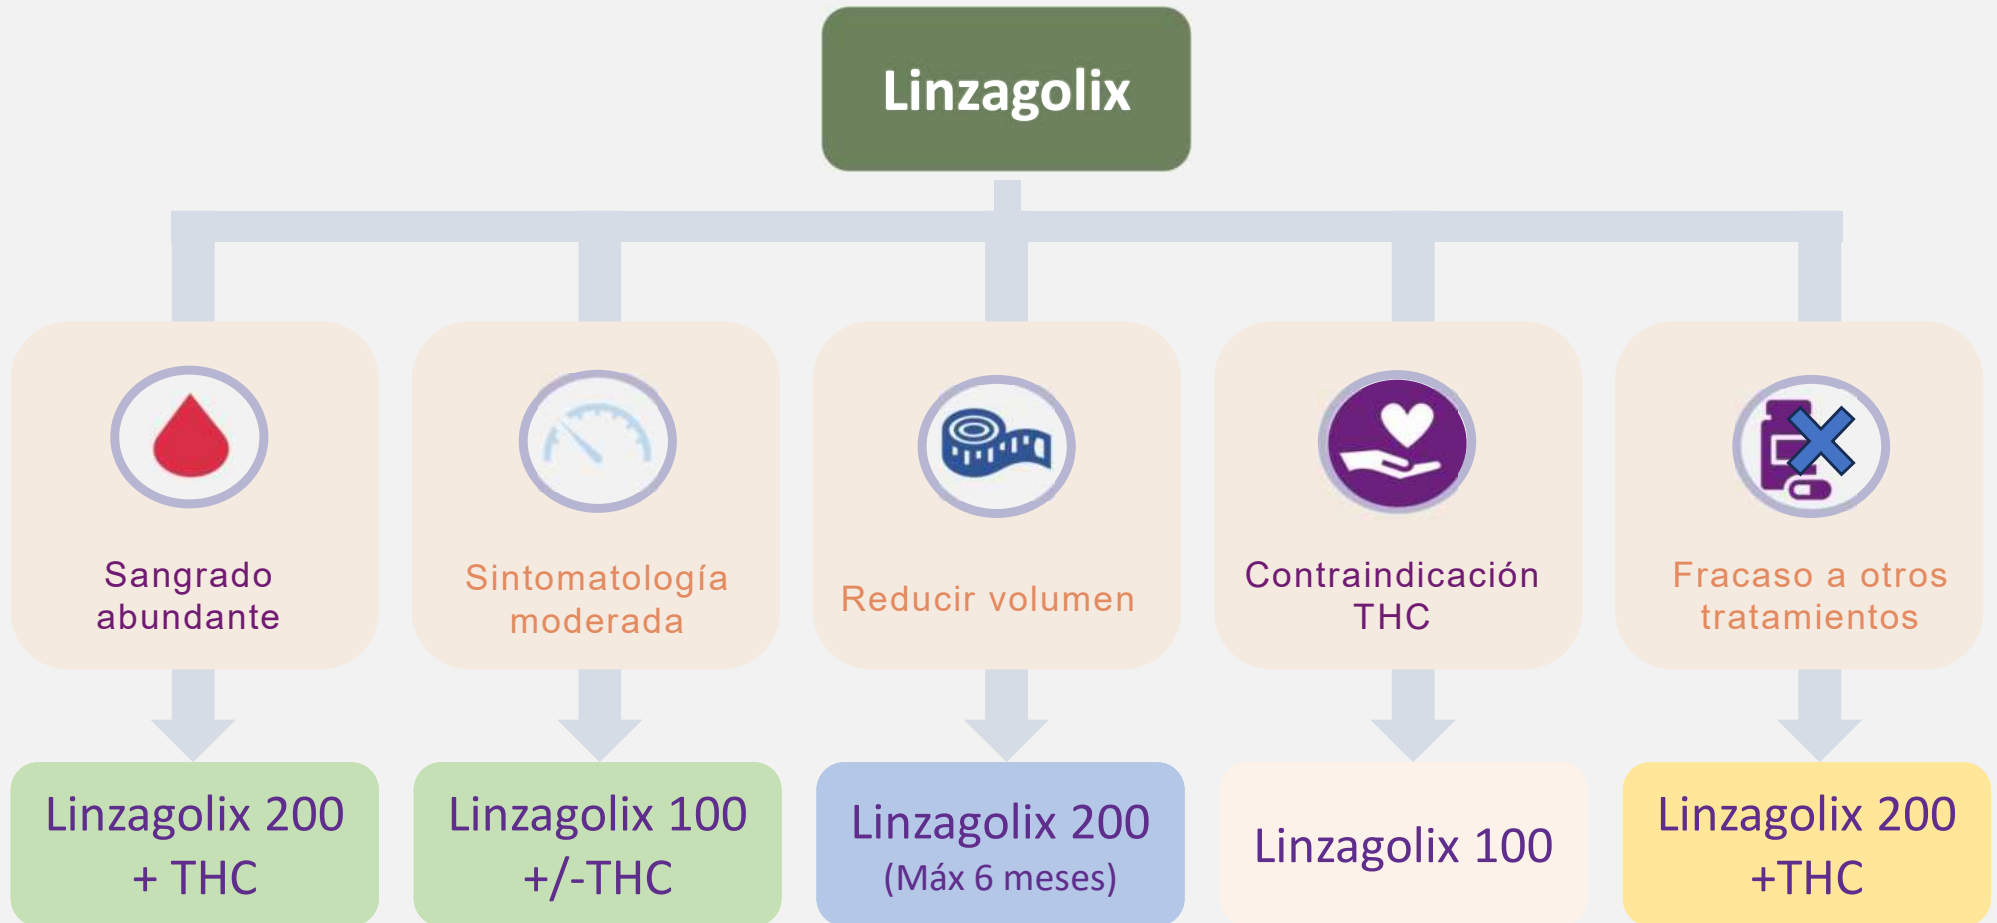 Linzagolix
Sangrado
abundante
Sintomatología
moderada
Reducir volumen
Contraindicación
THC
Fracaso a otros
tratamientos
Linzagolix 200
+ THC
Linzagolix 100
+/-THC
Linzagolix 200
(Máx 6 meses)
Linzagolix 100
Linzagolix 200
+THC